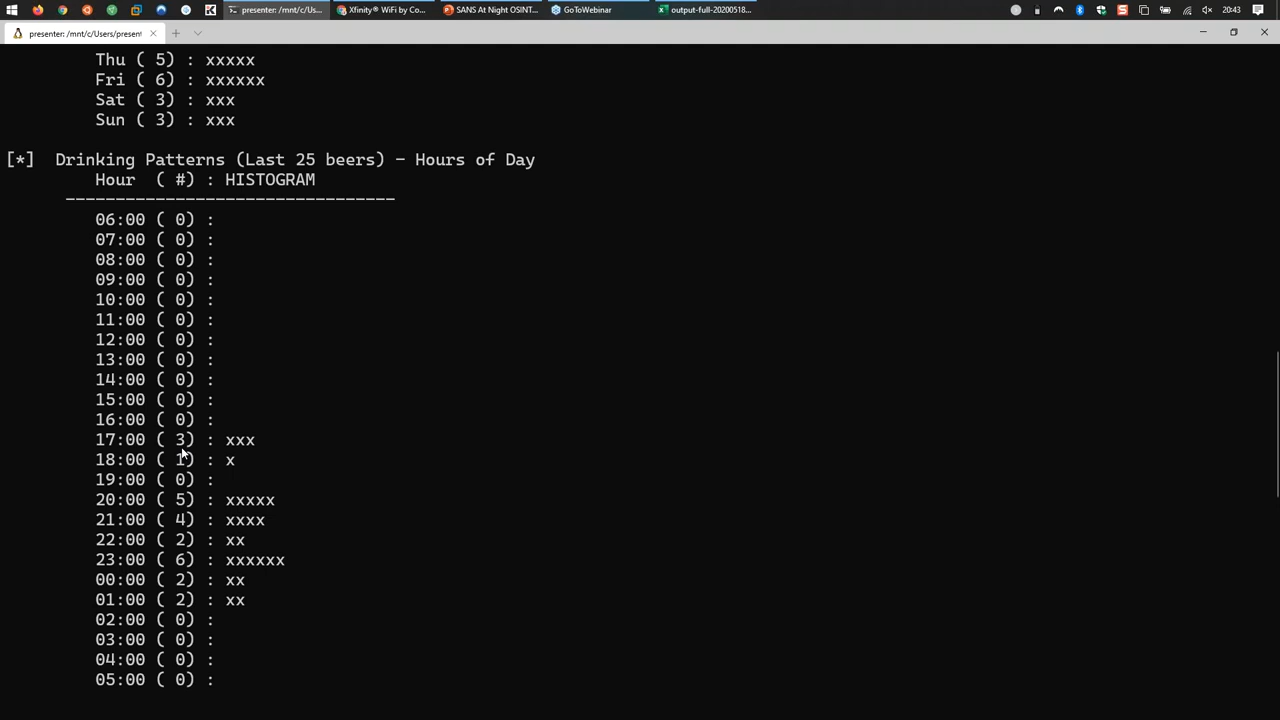 presenter: /mnt/c/Us...
Xfinity® WiFi by Co...
SANS At Night OSINT...
GoToWebinar
output-full-20200518...
20:43
presenter: /mnt/c/Users/present
Thu ( 5) : xxxxx
Fri ( 6) : xxxxxx
Sat ( 3) : xxx
Sun ( 3) : xxx
[*] Drinking Patterns (Last 25 beers) - Hours of Day
Hour ( #) : HISTOGRAM
---------------------------------
06:00 ( 0) :
07:00 ( 0) :
08:00 ( 0) :
09:00 ( 0) :
10:00 ( 0) :
11:00 ( 0) :
12:00 ( 0) :
13:00 ( 0) :
14:00 ( 0) :
15:00 ( 0) :
16:00 ( 0) :
17:00 ( 3) : xxx
18:00 ( 1) : x
19:00 ( 0) :
20:00 ( 5) : xxxxx
21:00 ( 4) : xxxx
22:00 ( 2) : xx
23:00 ( 6) : xxxxxx
00:00 ( 2) : xx
01:00 ( 2) : xx
02:00 ( 0) :
03:00 ( 0) :
04:00 ( 0) :
05:00 ( 0) :